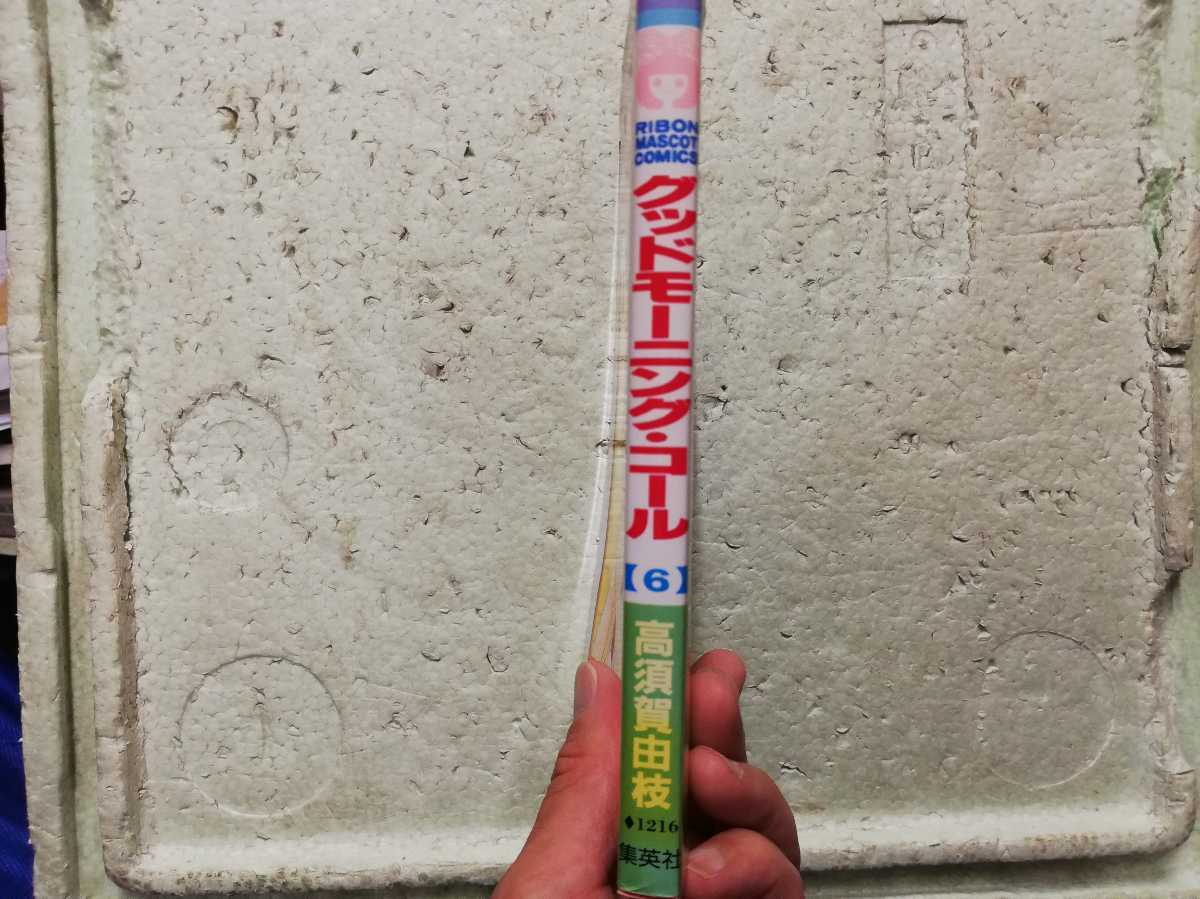 RIBON
MASCOT
COMICS
グッドモーニング・コール
【6】
高須賀由枝
♦1216
集英社